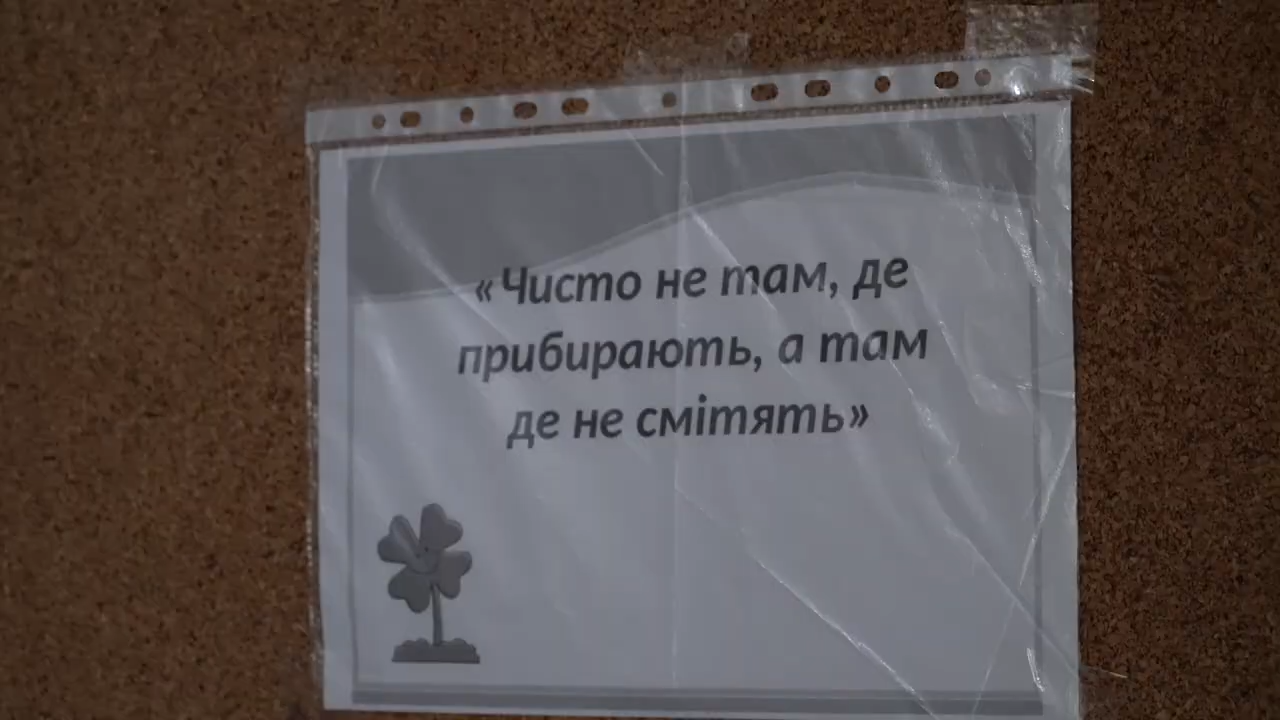 «Чисто не там, де
прибирають, а там
де не смітять»